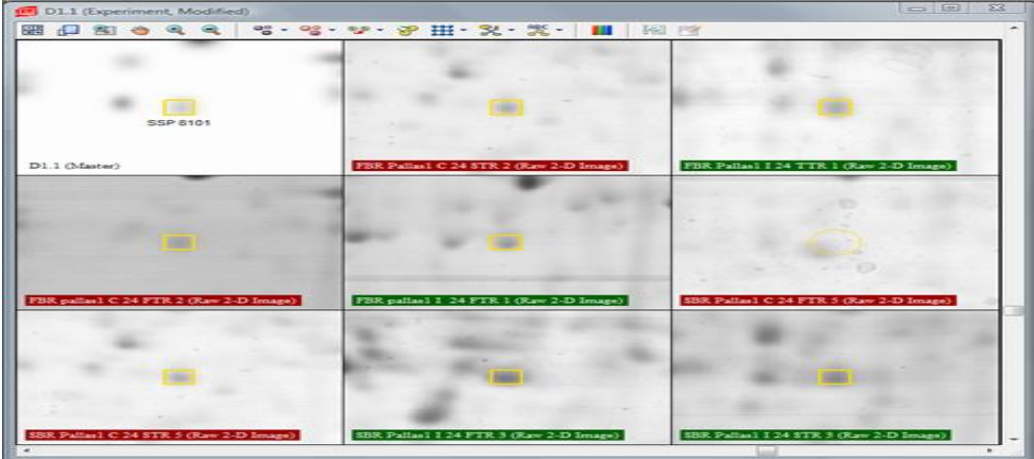 D1.1 (Experiment, Modified)
SSP 8101
D1.1 (Master)
FBR Pallas1 C 24 STR 2 (Raw 2-D Image)
FBR Pallas1 I 24 TTR 1 (Raw 2-D Image)
FBR pallas1 C 24 FTR 2 (Raw 2-D Image)
FBR pallas1 I 24 FTR 1 (Raw 2-D Image)
SBR Pallas1 C 24 FTR 5 (Raw 2-D Image)
SBR Pallas1 C 24 STR 5 (Raw 2-D Image)
SBR Pallas1 I 24 FTR 3 (Raw 2-D Image)
SBR Pallas1 I 24 STR 3 (Raw 2-D Image)